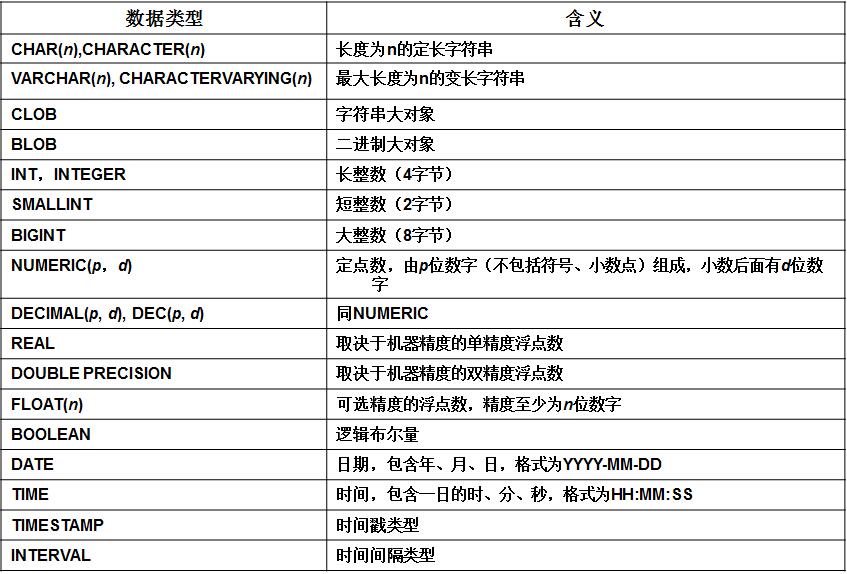 数据类型 含义
CHAR(n),CHARACTER(n) 长度为n的定长字符串
VARCHAR(n), CHARACTERVARYING(n) 最大长度为n的变长字符串
CLOB 字符串大对象
BLOB 二进制大对象
INT，INTEGER 长整数（4字节）
SMALLINT 短整数（2字节）
BIGINT 大整数（8字节）
NUMERIC(p，d) 定点数，由p位数字（不包括符号、小数点）组成，小数后面有d位数
字
DECIMAL(p, d), DEC(p, d) 同NUMERIC
REAL 取决于机器精度的单精度浮点数
DOUBLE PRECISION 取决于机器精度的双精度浮点数
FLOAT(n) 可选精度的浮点数，精度至少为n位数字
BOOLEAN 逻辑布尔量
DATE 日期，包含年、月、日，格式为YYYY-MM-DD
TIME 时间，包含一日的时、分、秒，格式为HH:MM:SS
TIMESTAMP 时间戳类型
INTERVAL 时间间隔类型